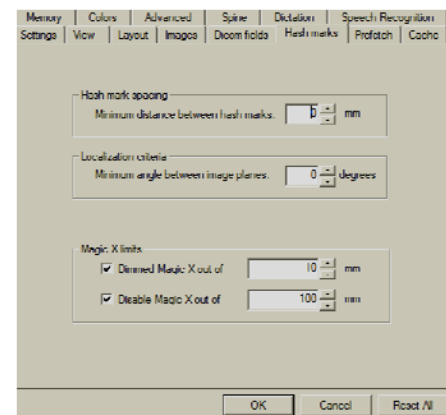 Memory Colors Advanced Spine Dictation Speech Recognition
Settings View Layout Images Dicom fields Hash marks Prefetch Cache
Hash mark spacing
Minimum distance between hash marks. 0 mm
Localization criteria
Minimum angle between image planes. 0 degrees
Magic X limits
Dimmed Magic X out of 10 mm
Disable Magic X out of 100 mm
OK Cancel Reset All